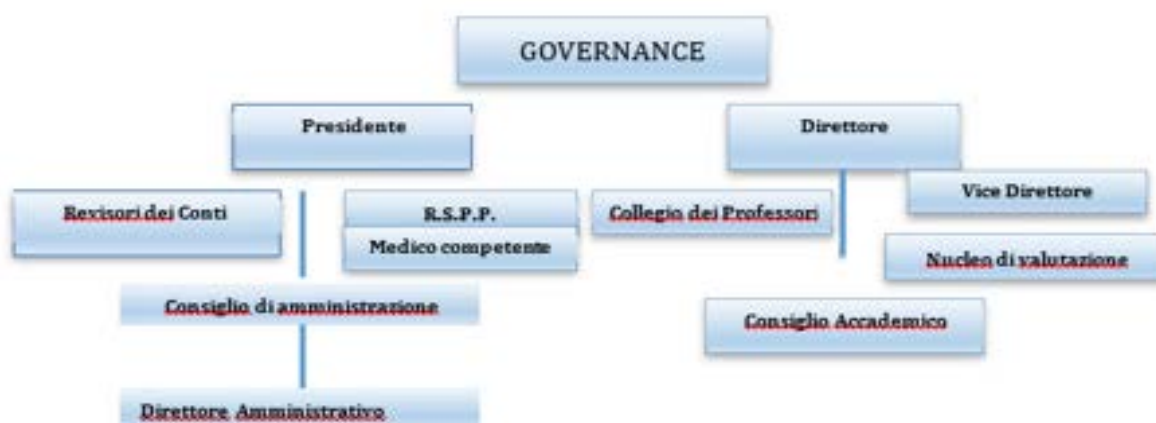 GOVERNANCE
Presidente
Direttore
Revisori dei Conti
R.S.P.P.
Medico competente
Collegio dei Professori
Vice Direttore
Nucleo di valutazione
Consiglio di amministrazione
Consiglio Accademico
Direttore Amministrativo